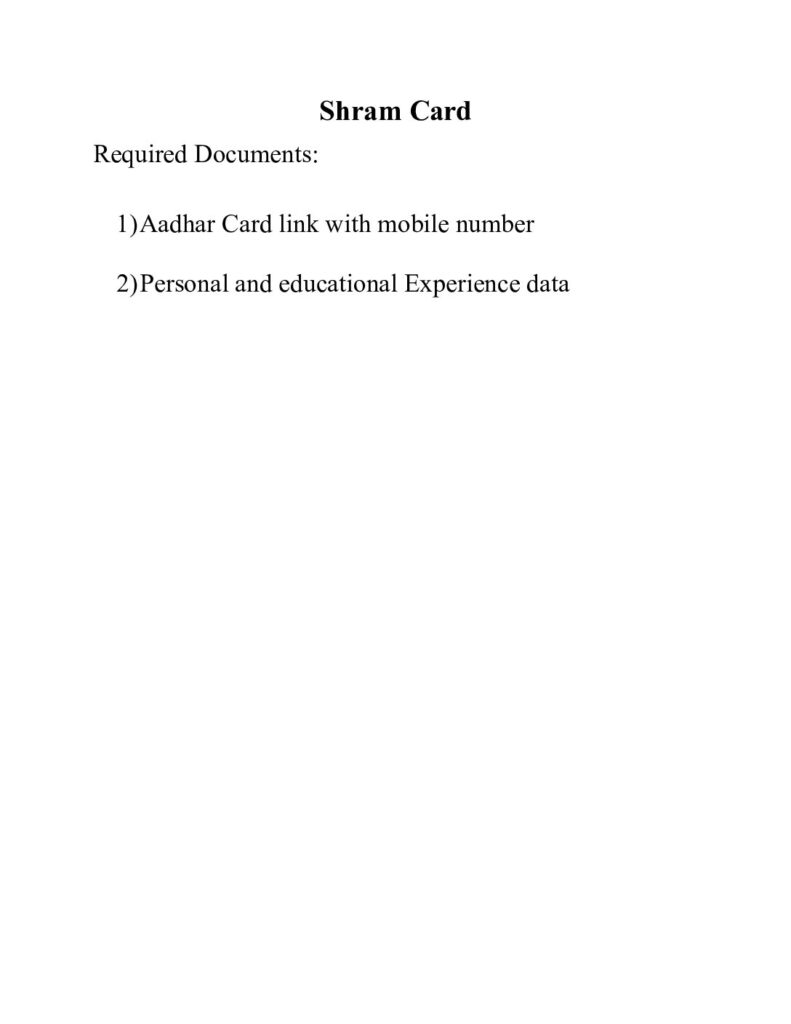 Shram Card
Required Documents:
1)Aadhar Card link with mobile number
2)Personal and educational Experience data